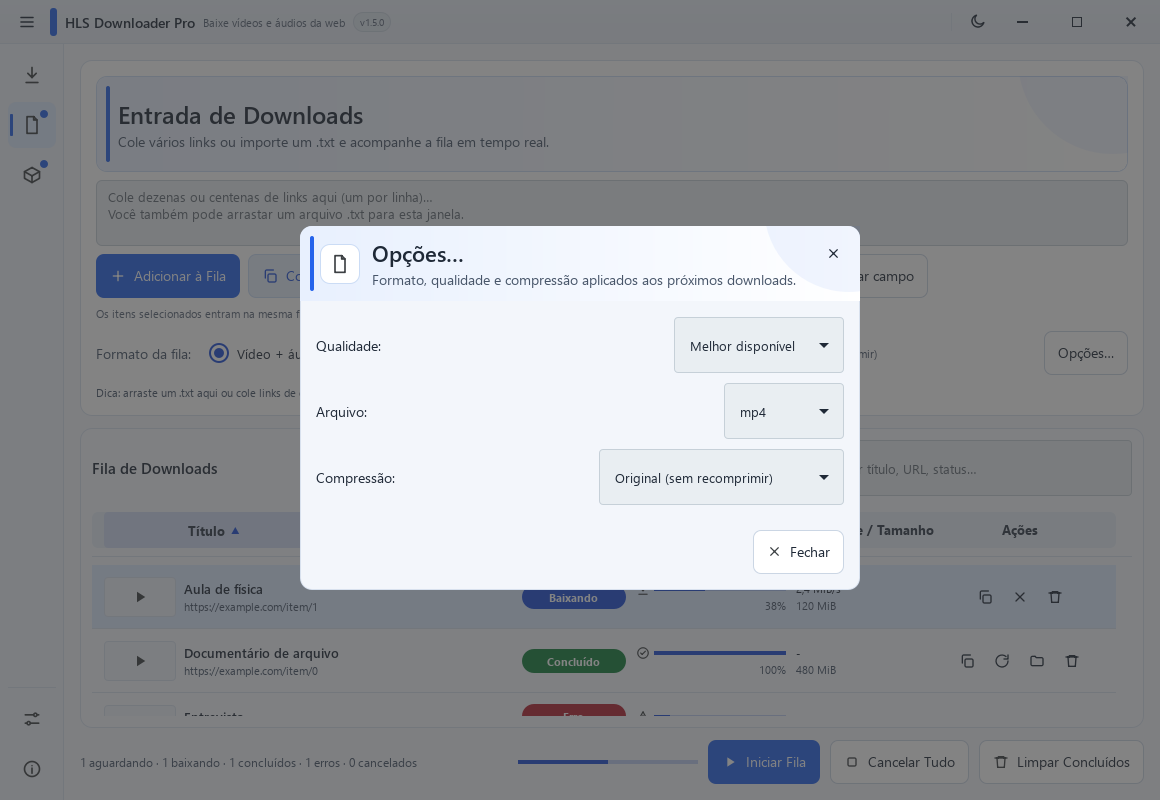 HLS Downloader Pro Baixe vídeos e áudios da web v1.5.0
Entrada de Downloads
Cole vários links ou importe um .txt e acompanhe a fila em tempo real.
Cole dezenas ou centenas de links aqui (um por linha)...
Você também pode arrastar um arquivo .txt para esta janela.
Adicionar à Fila
campo
Os itens selecionados entram na mesma
Formato da fila: Vídeo +
Opções...
Dica: arraste um .txt aqui ou cole links de
Opções...
Formato, qualidade e compressão aplicados aos próximos downloads.
Qualidade: Melhor disponível
Arquivo: mp4
Compressão: Original (sem recomprimir)
Fechar
Fila de Downloads
título, URL, status...
Título
/ Tamanho
Ações
Aula de física
https://example.com/item/1
Baixando
38% 120 MiB
Documentário de arquivo
https://example.com/item/0
Concluído
-
100% 480 MiB
1 aguardando · 1 baixando · 1 concluídos · 1 erros · 0 cancelados
Iniciar Fila
Cancelar Tudo
Limpar Concluídos